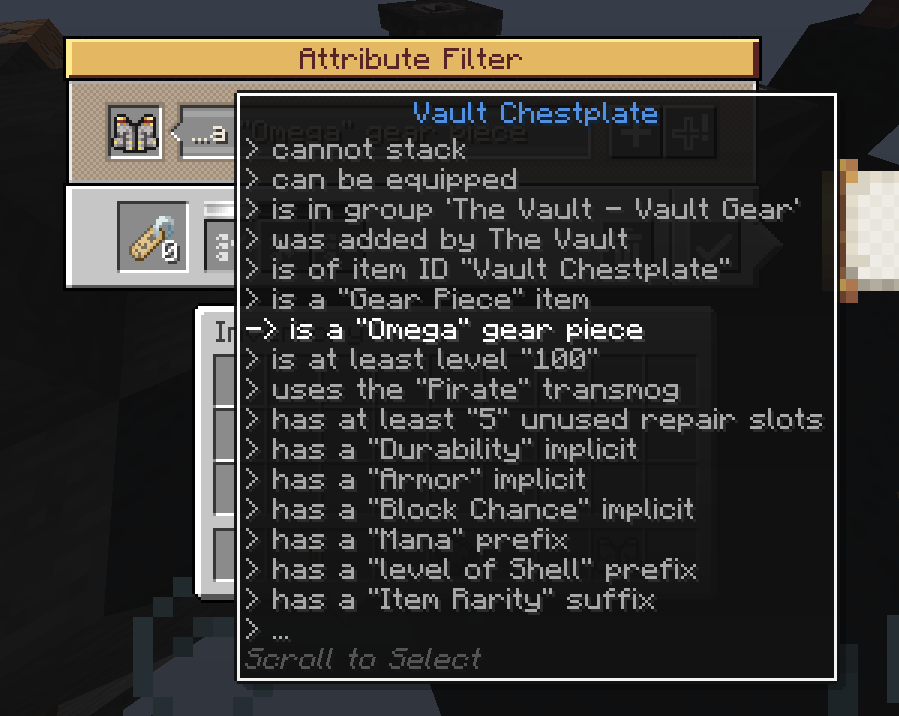 Attribute Filter
...a "Omega" gear piece
Vault Chestplate
> cannot stack
> can be equipped
> is in group 'The Vault - Vault Gear'
> was added by The Vault
> is of item ID "Vault Chestplate"
> is a "Gear Piece" item
-> is a "Omega" gear piece
> is at least level "100"
> uses the "Pirate" transmog
> has at least "5" unused repair slots
> has a "Durability" implicit
> has a "Armor" implicit
> has a "Block Chance" implicit
> has a "Mana" prefix
> has a "level of Shell" prefix
> has a "Item Rarity" suffix
> ...
Scroll to Select
0